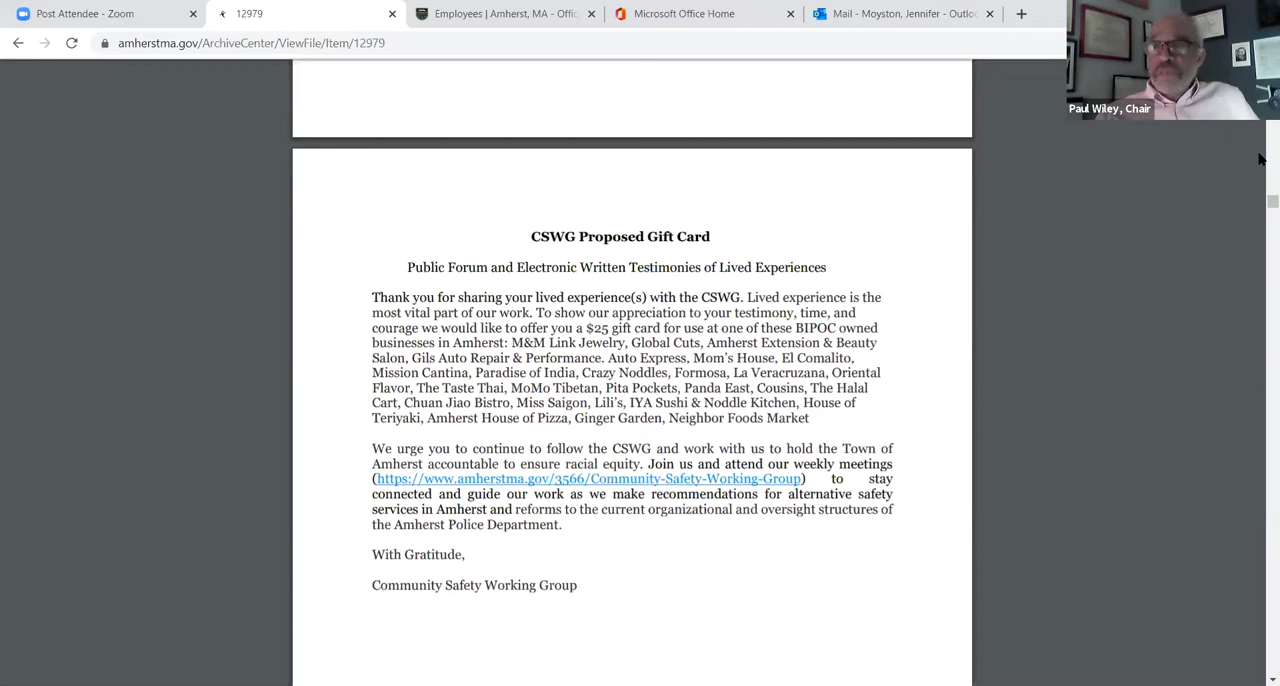 Post Attendee - Zoom
12979
Employees | Amherst, MA - Offic
Microsoft Office Home
Mail - Moyston, Jennifer - Outloo
amherstma.gov/ArchiveCenter/ViewFile/Item/12979
Paul Wiley, Chair
CSWG Proposed Gift Card
Public Forum and Electronic Written Testimonies of Lived Experiences
Thank you for sharing your lived experience(s) with the CSWG. Lived experience is the
most vital part of our work. To show our appreciation to your testimony, time, and
courage we would like to offer you a $25 gift card for use at one of these BIPOC owned
businesses in Amherst: M&M Link Jewelry, Global Cuts, Amherst Extension & Beauty
Salon, Gils Auto Repair & Performance. Auto Express, Mom's House, El Comalito,
Mission Cantina, Paradise of India, Crazy Noddles, Formosa, La Veracruzana, Oriental
Flavor, The Taste Thai, MoMo Tibetan, Pita Pockets, Panda East, Cousins, The Halal
Cart, Chuan Jiao Bistro, Miss Saigon, Lili's, IYA Sushi & Noddle Kitchen, House of
Teriyaki, Amherst House of Pizza, Ginger Garden, Neighbor Foods Market
We urge you to continue to follow the CSWG and work with us to hold the Town of
Amherst accountable to ensure racial equity. Join us and attend our weekly meetings
(https://www.amherstma.gov/3566/Community-Safety-Working-Group) to stay
connected and guide our work as we make recommendations for alternative safety
services in Amherst and reforms to the current organizational and oversight structures of
the Amherst Police Department.
With Gratitude,
Community Safety Working Group